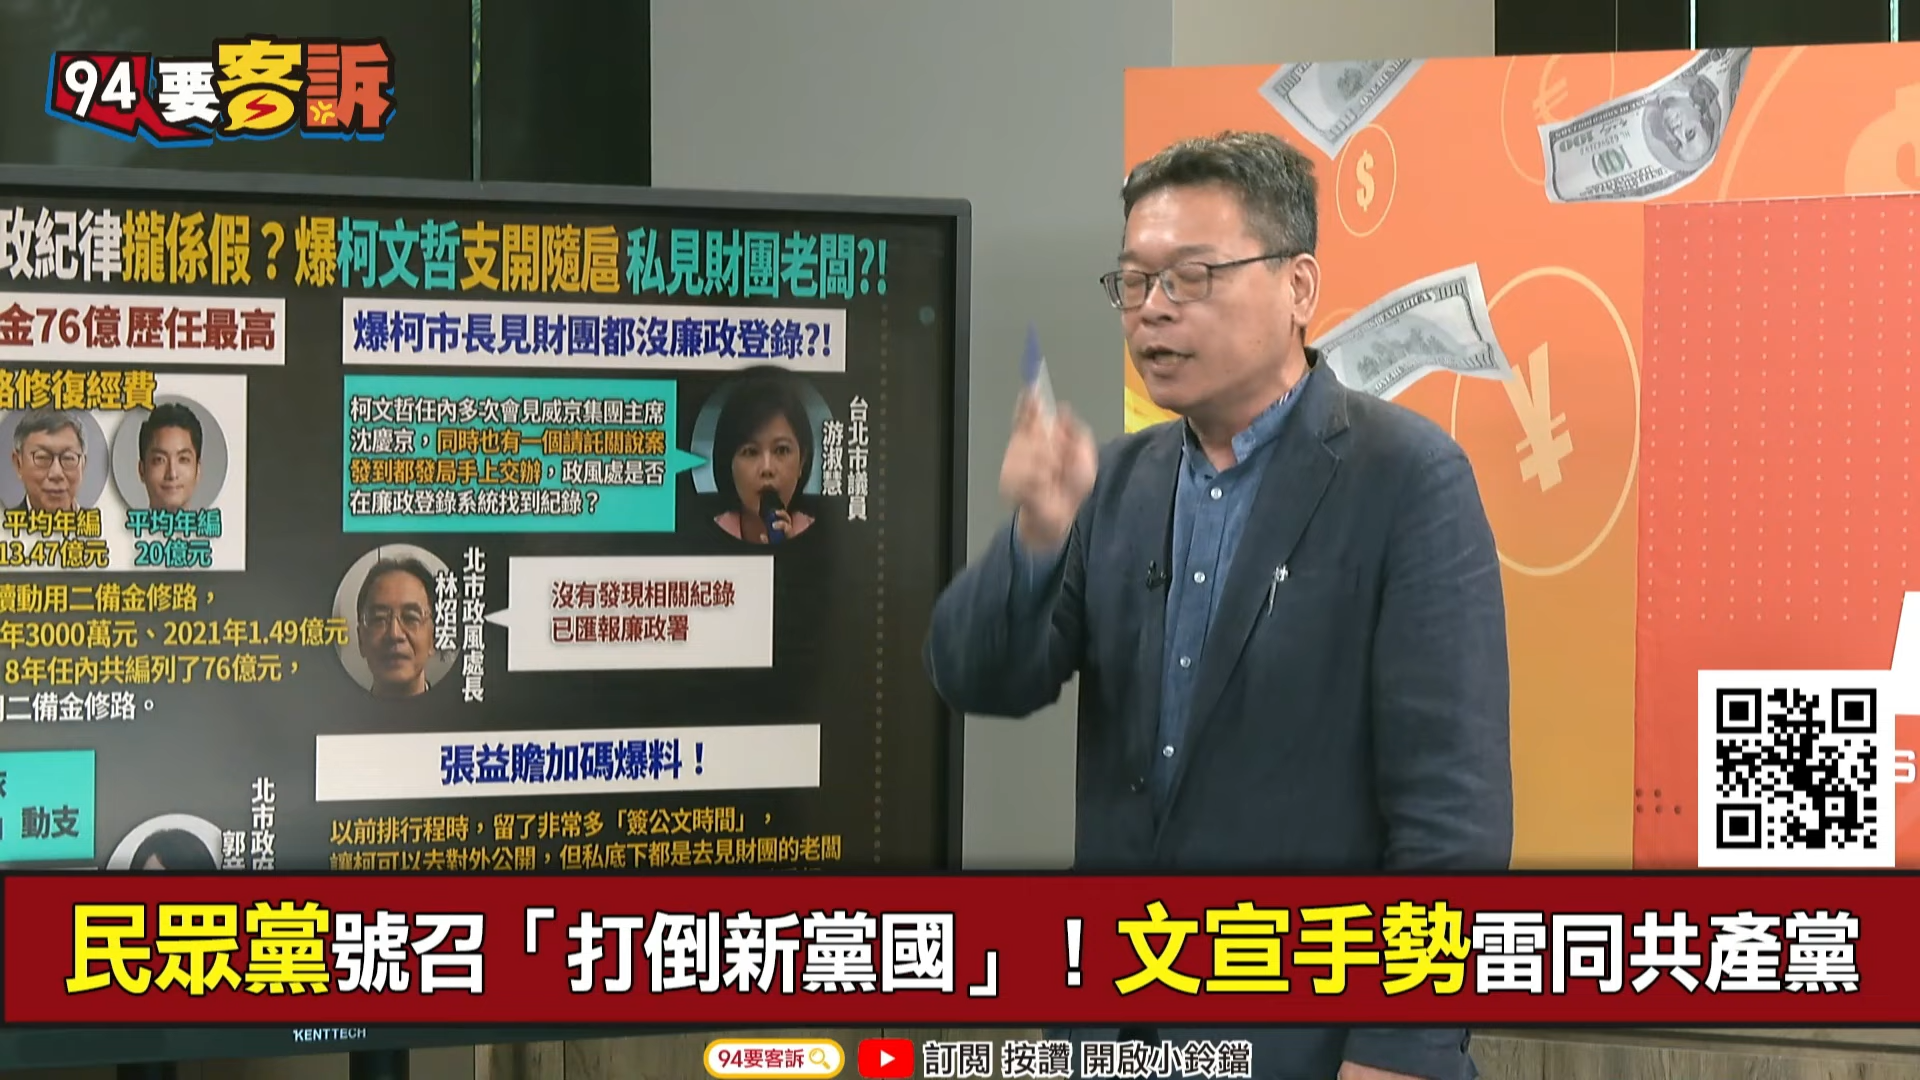 94要客訴
政紀律攏係假？爆柯文哲支開隨扈 私見財團老闆?!
金76億 歷任最高
爆柯市長見財團都沒廉政登錄?!
路修復經費
平均年編
13.47億元
平均年編
20億元
柯文哲任內多次會見威京集團主席
沈慶京，同時也有一個請託關說案
發到都發局手上交辦，政風處是否
在廉政登錄系統找到紀錄？
台北市議員
游淑慧
續動用二備金修路，
年3000萬元、2021年1.49億元
8年任內共編列了76億元，
二備金修路。
北市政風處長
林炤宏
沒有發現相關紀錄
已匯報廉政署
張益贍加碼爆料！
以前排行程時，留了非常多「簽公文時間」，
讓柯可以去對外公開，但私底下都是去見財團的老闆
動支
北市政府
郭音
民眾黨號召「打倒新黨國」！文宣手勢雷同共產黨
KENTTECH
94要客訴
訂閱 按讚 開啟小鈴鐺